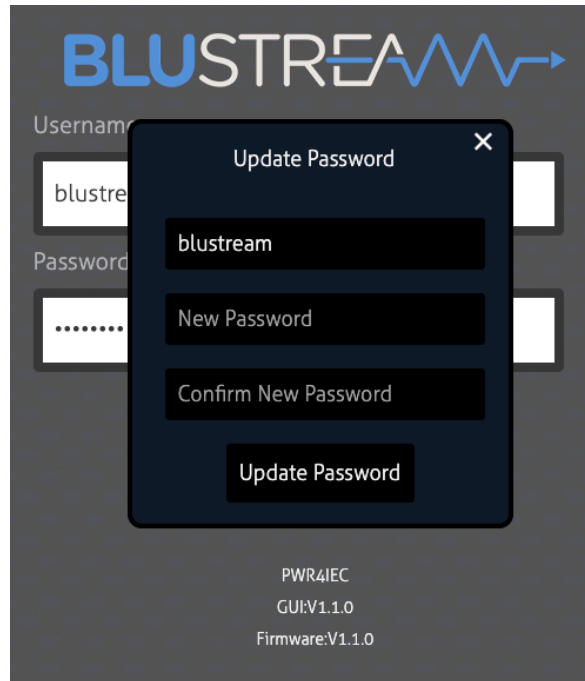 BLUSTREAM
Username
Update Password
×
blustre
blustream
Password
New Password
••••••••
Confirm New Password
Update Password
PWR4IEC
GUI:V1.1.0
Firmware:V1.1.0